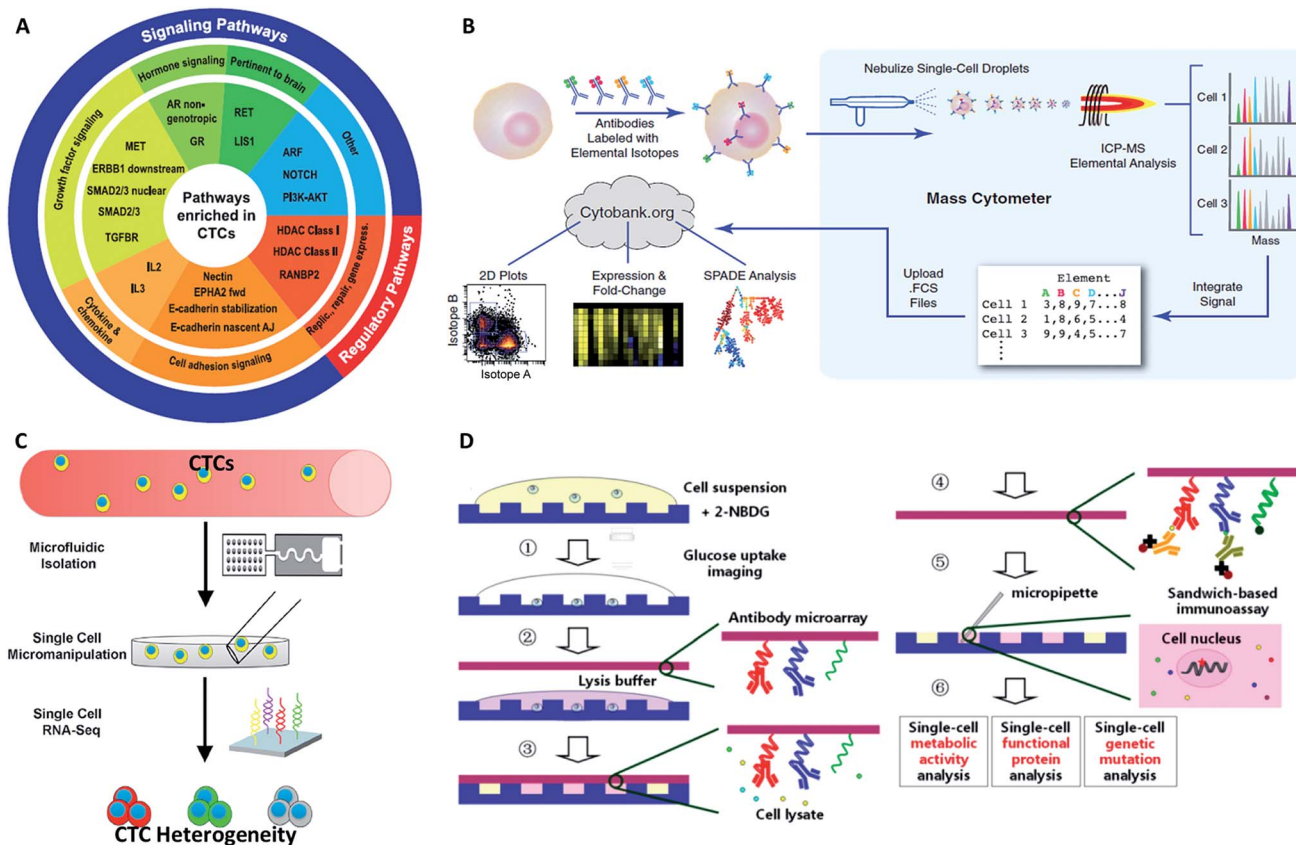 A
Signaling Pathways
Hormone signaling
Pertinent to brain
Growth factor signaling
Other
AR non-
genotropic
GR
RET
LIS1
MET
ERBB1 downstream
SMAD2/3 nuclear
SMAD2/3
TGFBR
ARF
NOTCH
PI3K-AKT
Pathways
enriched in
CTCs
HDAC Class I
HDAC Class II
RANBP2
IL2
IL3
Nectin
EPHA2 fwd
E-cadherin stabilization
E-cadherin nascent AJ
Cytokine &
chemokine
Cell adhesion signaling
Replic., repair, gene express.
Regulatory Pathways
B
Antibodies
Labeled with
Elemental Isotopes
Nebulize Single-Cell Droplets
ICP-MS
Elemental Analysis
Cell 1
Cell 2
Cell 3
Mass
Mass Cytometer
Cytobank.org
2D Plots
Expression &
Fold-Change
SPADE Analysis
Isotope B
Isotope A
Upload
.FCS
Files
Integrate
Signal
Element
A B C D...J
Cell 1 3,8,9,7...8
Cell 2 1,8,6,5...4
Cell 3 9,9,4,5...7
C
CTCs
Microfluidic
Isolation
Single Cell
Micromanipulation
Single Cell
RNA-Seq
CTC Heterogeneity
D
Cell suspension
+ 2-NBDG
①
Glucose uptake
imaging
②
Antibody microarray
Lysis buffer
③
Cell lysate
④
⑤
Sandwich-based
immunoassay
micropipette
Cell nucleus
⑥
Single-cell
metabolic
activity
analysis
Single-cell
functional
protein
analysis
Single-cell
genetic
mutation
analysis